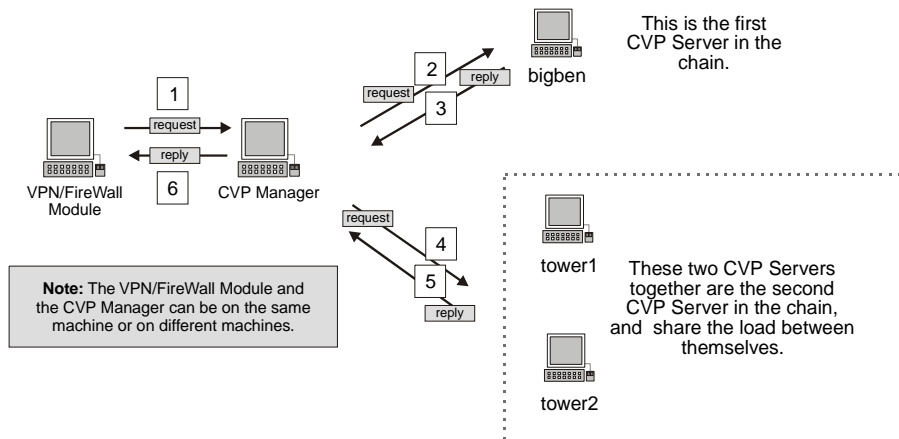 This is the first
CVP Server in the
chain.
bigben
2
reply
request
3
1
request
reply
6
VPN/FireWall
Module
CVP Manager
request
4
5
reply
tower1
These two CVP Servers
together are the second
CVP Server in the chain,
and share the load between
themselves.
tower2
Note: The VPN/FireWall Module and
the CVP Manager can be on the same
machine or on different machines.